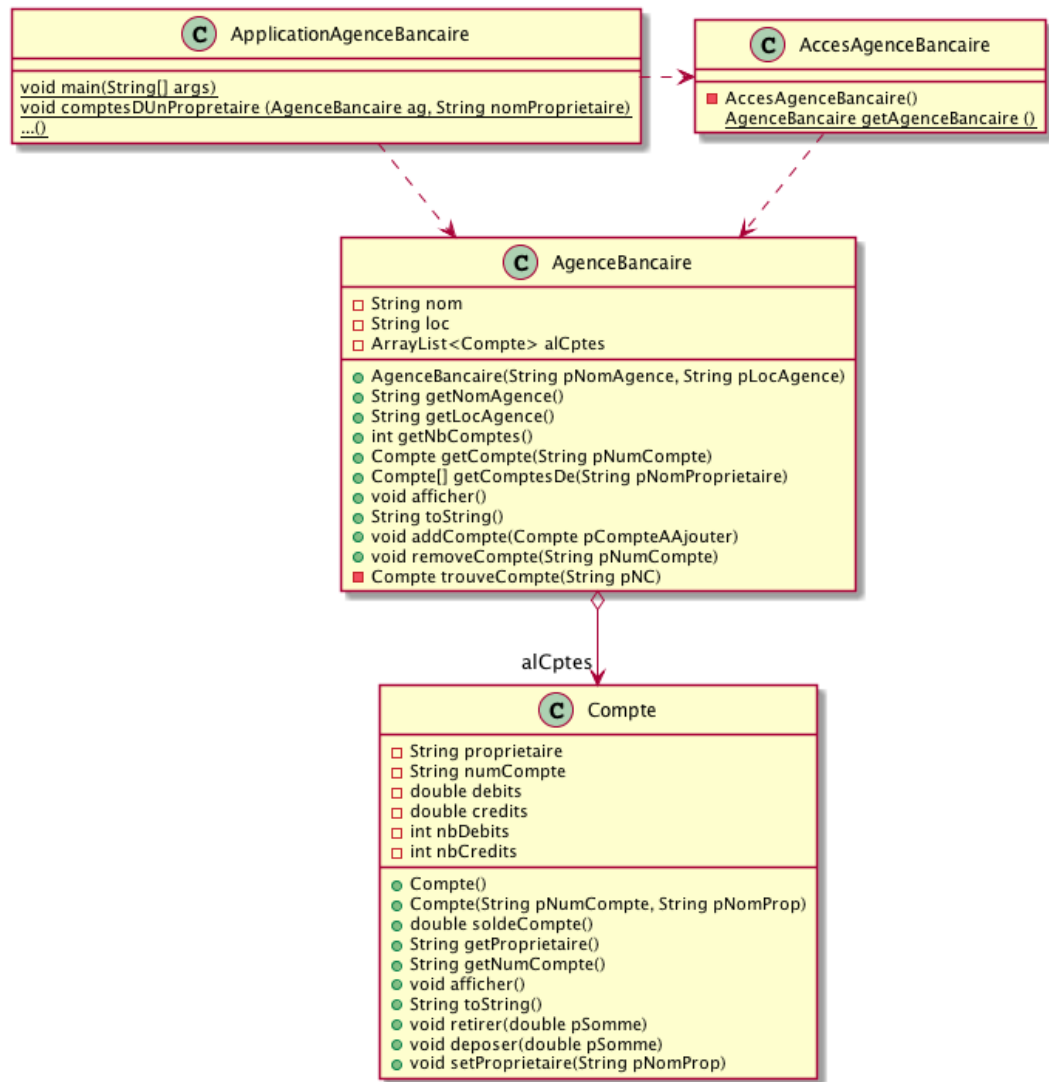 C ApplicationAgenceBancaire
void main(String[] args)
void comptesDUnPropretaire (AgenceBancaire ag, String nomProprietaire)
...()
C AccesAgenceBancaire
AccesAgenceBancaire()
AgenceBancaire getAgenceBancaire ()
C AgenceBancaire
String nom
String loc
ArrayList<Compte> alCptes
AgenceBancaire(String pNomAgence, String pLocAgence)
String getNomAgence()
String getLocAgence()
int getNbComptes()
Compte getCompte(String pNumCompte)
Compte[] getComptesDe(String pNomProprietaire)
void afficher()
String toString()
void addCompte(Compte pCompteAAjouter)
void removeCompte(String pNumCompte)
Compte trouveCompte(String pNC)
alCptes
C Compte
String proprietaire
String numCompte
double debits
double credits
int nbDebits
int nbCredits
Compte()
Compte(String pNumCompte, String pNomProp)
double soldeCompte()
String getProprietaire()
String getNumCompte()
void afficher()
String toString()
void retirer(double pSomme)
void deposer(double pSomme)
void setProprietaire(String pNomProp)